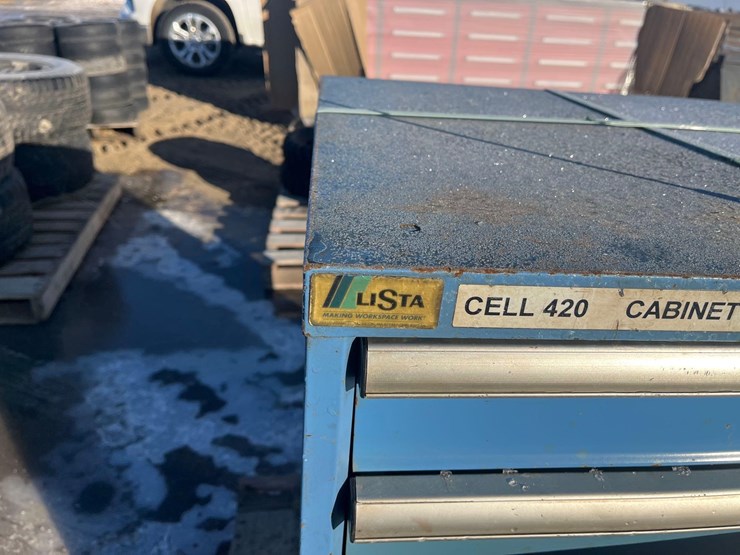 LISTA
MAKING WORKSPACE WORK
CELL 420 CABINET